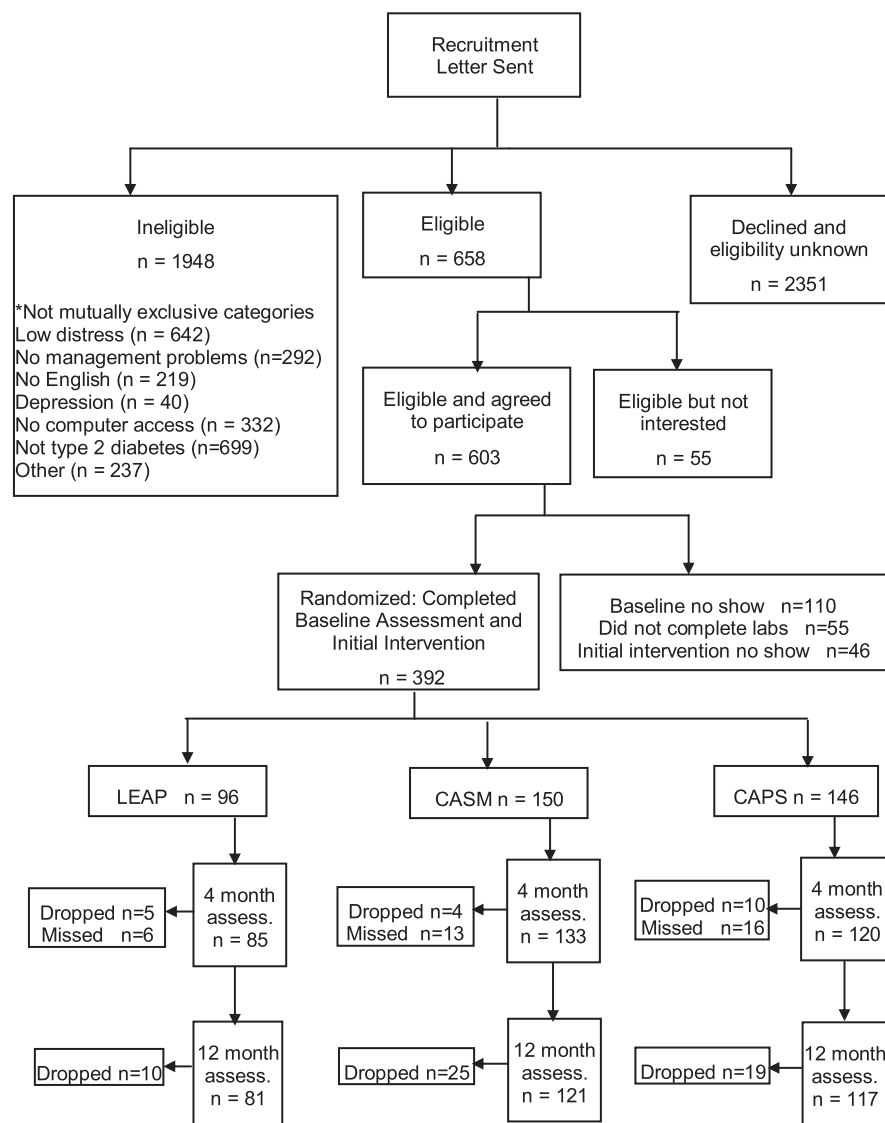 Recruitment
Letter Sent
Ineligible
n = 1948
*Not mutually exclusive categories
Low distress (n = 642)
No management problems (n=292)
No English (n = 219)
Depression (n = 40)
No computer access (n = 332)
Not type 2 diabetes (n=699)
Other (n = 237)
Eligible
n = 658
Declined and
eligibility unknown
n = 2351
Eligible and agreed
to participate
n = 603
Eligible but not
interested
n = 55
Randomized: Completed
Baseline Assessment and
Initial Intervention
n = 392
Baseline no show n=110
Did not complete labs n=55
Initial intervention no show n=46
LEAP n = 96
CASM n = 150
CAPS n = 146
Dropped n=5
Missed n=6
4 month
assess.
n = 85
Dropped n=4
Missed n=13
4 month
assess.
n = 133
Dropped n=10
Missed n=16
4 month
assess.
n = 120
Dropped n=10
12 month
assess.
n = 81
Dropped n=25
12 month
assess.
n = 121
Dropped n=19
12 month
assess.
n = 117